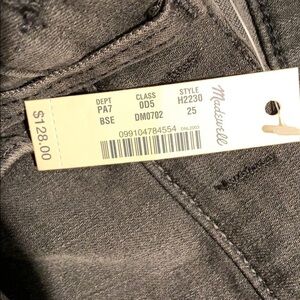 DEPT CLASS STYLE
PA7 0D5 H2230
BSE DM0702 25
099104784554
$128.00
Madewell